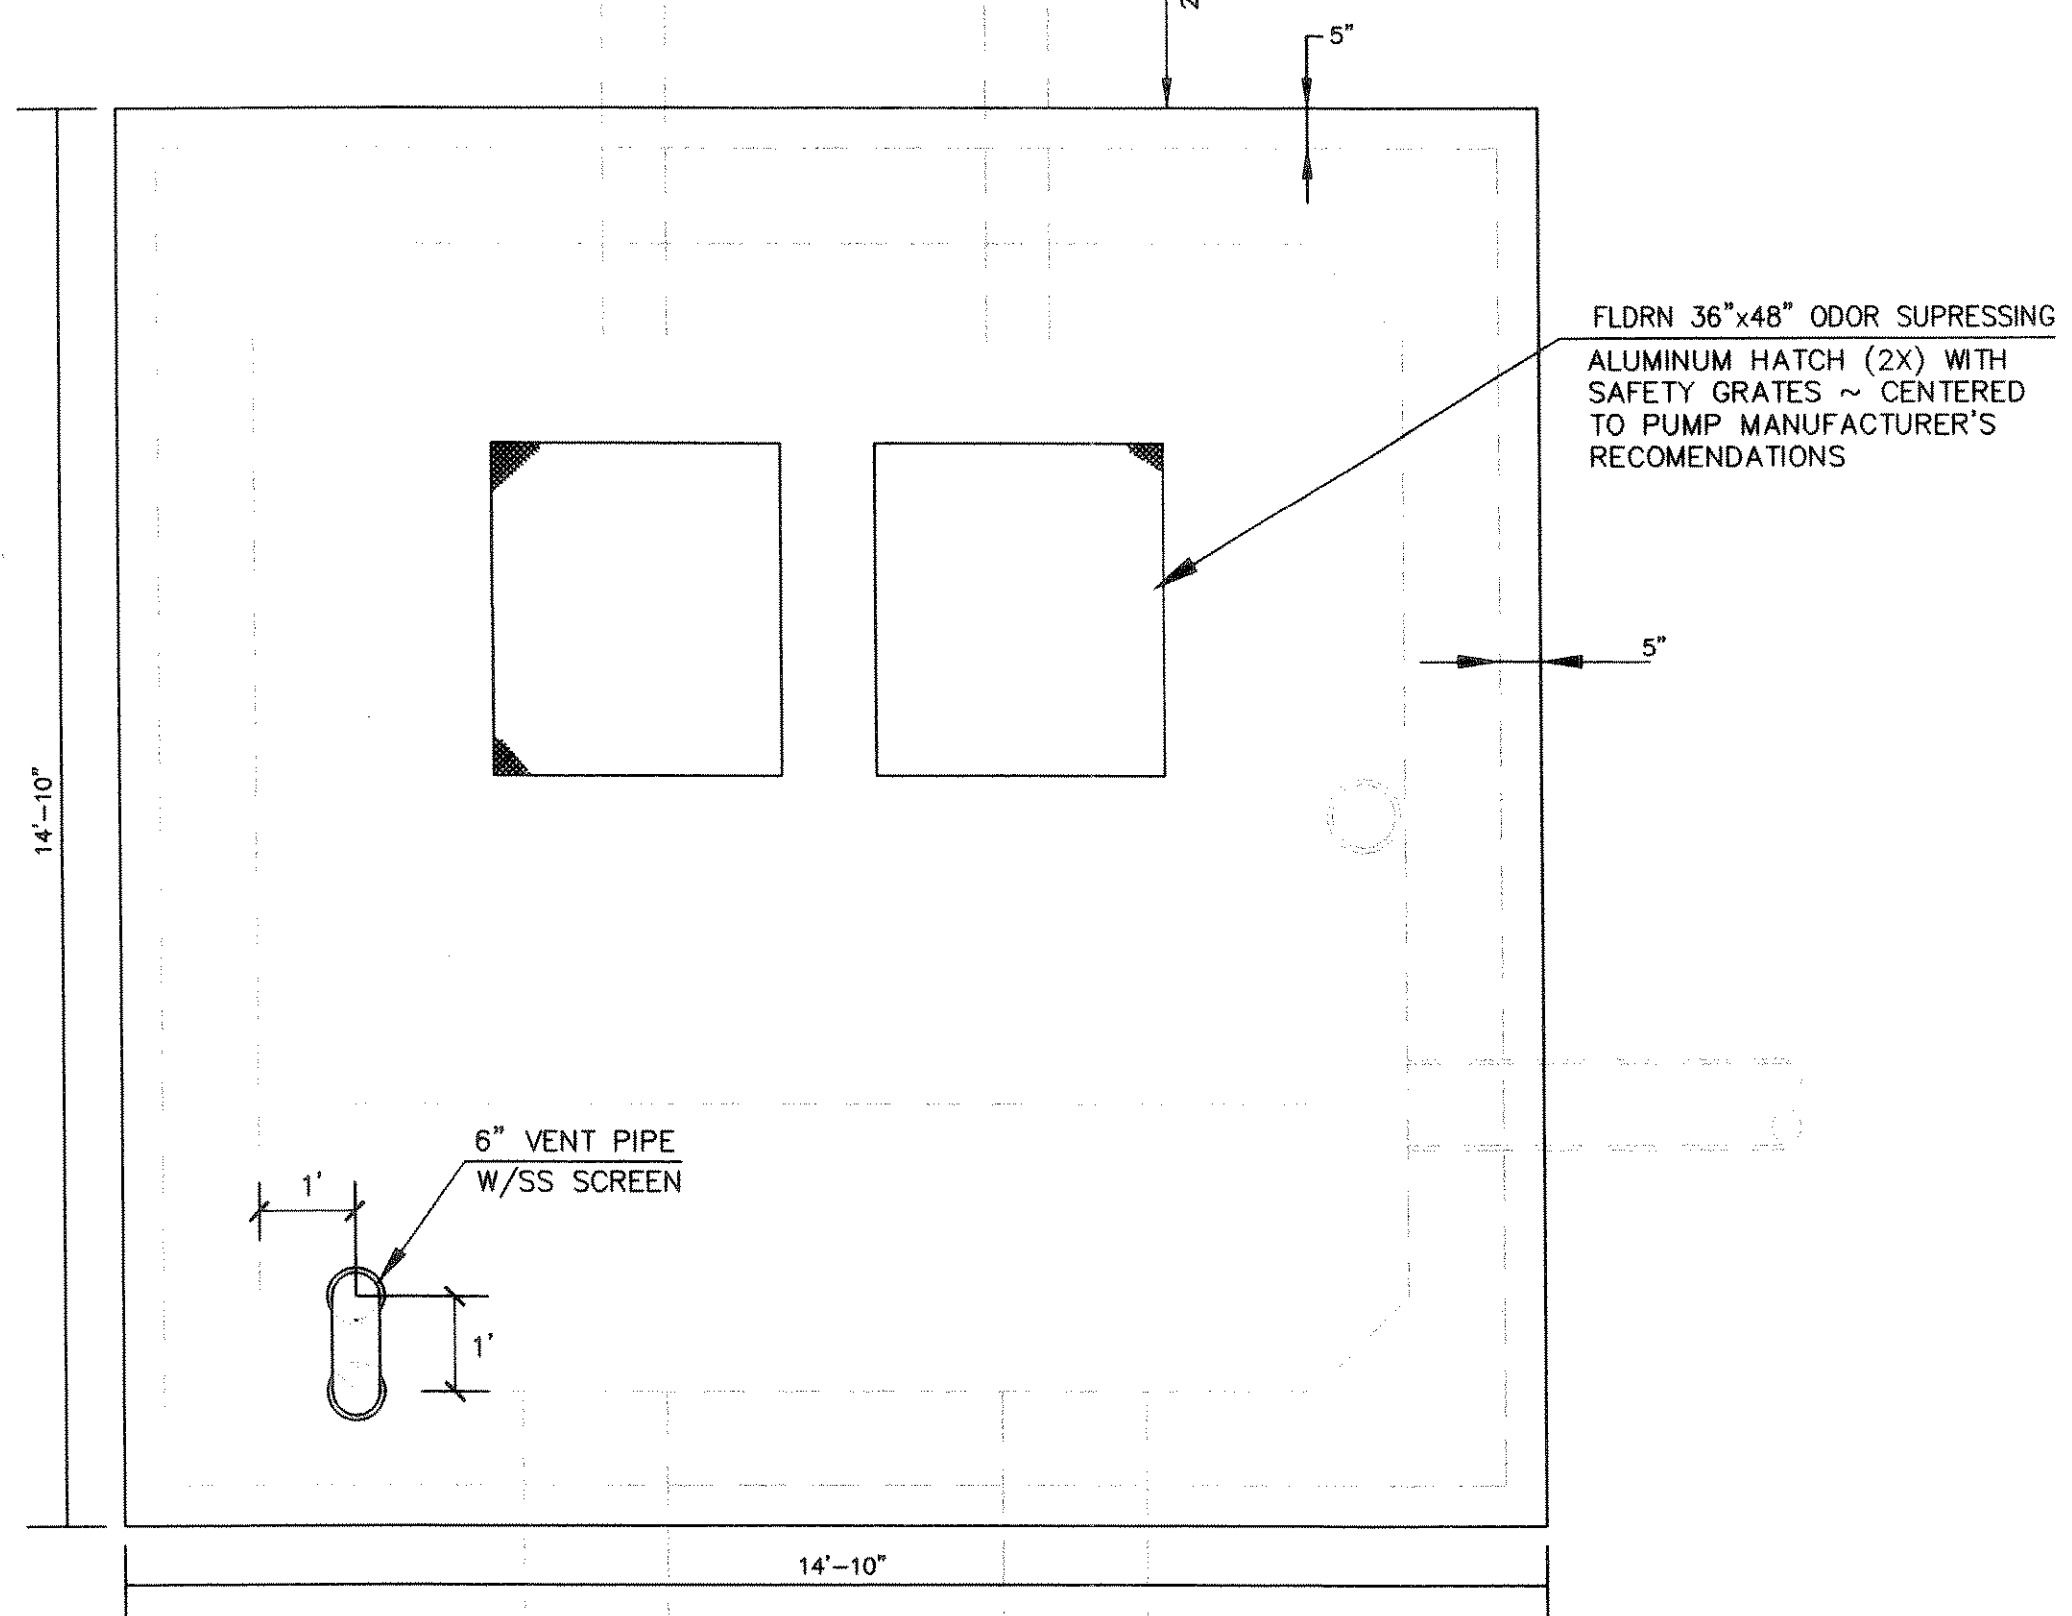 5"
FLDRN 36"x48" ODOR SUPRESSING
ALUMINUM HATCH (2X) WITH
SAFETY GRATES ~ CENTERED
TO PUMP MANUFACTURER'S
RECOMENDATIONS
5"
14'-10"
6" VENT PIPE
W/SS SCREEN
1'
1'
14'-10"